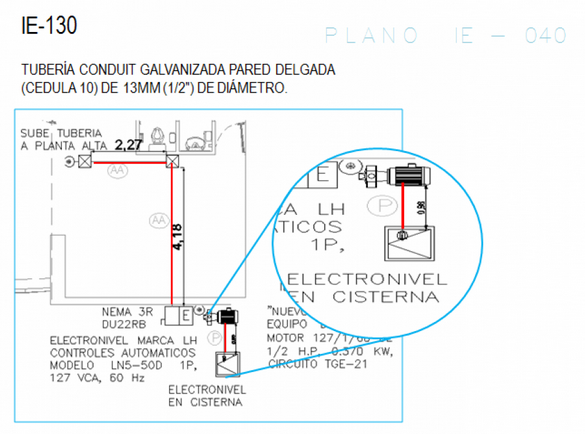 IE-130
PLANO IE - 040
TUBERÍA CONDUIT GALVANIZADA PARED DELGADA
(CEDULA 10) DE 13MM (1/2") DE DIÁMETRO.
SUBE TUBERIA
A PLANTA ALTA
2,27
AA
AA
4,18
E
P
0,98
CA LH
TICOS
1P,
ELECTRONIVEL
EN CISTERNA
NEMA 3R
DU22RB
E
P
ELECTRONIVEL MARCA LH
CONTROLES AUTOMATICOS
MODELO LN5-50D 1P,
127 VCA, 60 Hz
ELECTRONIVEL
EN CISTERNA
"NUEVO
EQUIPO
MOTOR 127/1/60
1/2 H.P. 0.370 KW,
CIRCUITO TGE-21